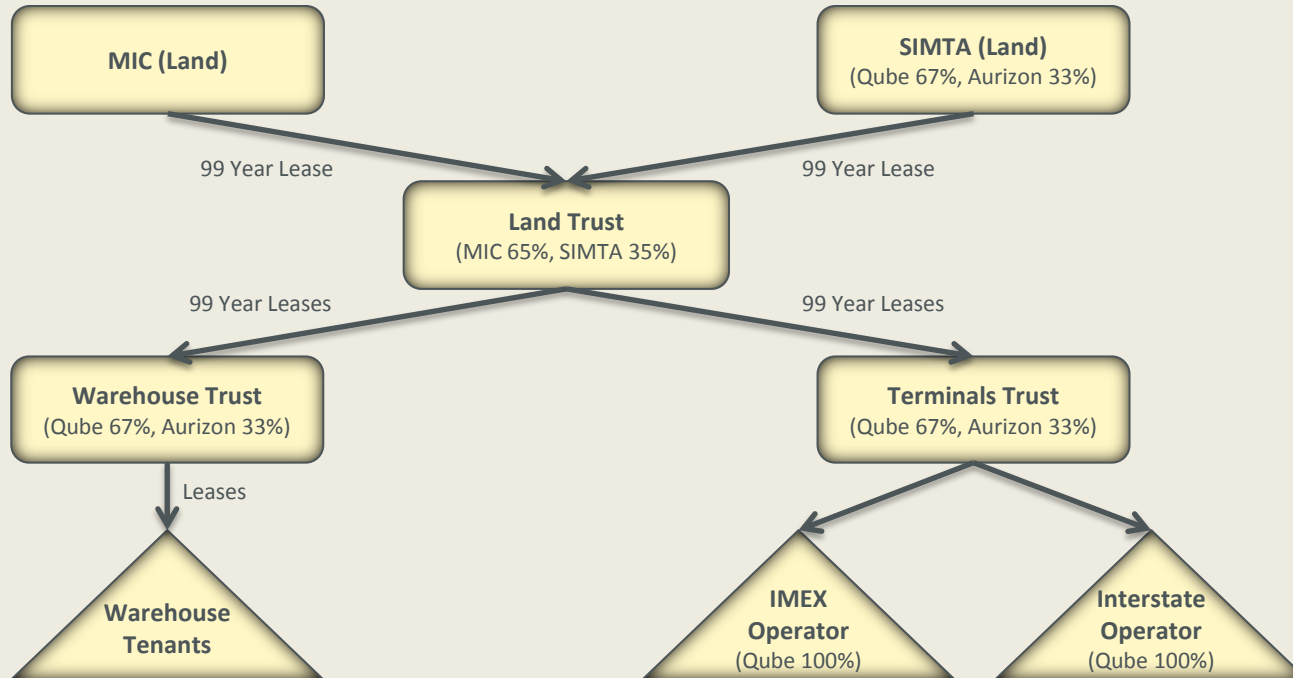 MIC (Land)
SIMTA (Land)
(Qube 67%, Aurizon 33%)
99 Year Lease
99 Year Lease
Land Trust
(MIC 65%, SIMTA 35%)
99 Year Leases
99 Year Leases
Warehouse Trust
(Qube 67%, Aurizon 33%)
Terminals Trust
(Qube 67%, Aurizon 33%)
Leases
Warehouse
Tenants
IMEX
Operator
(Qube 100%)
Interstate
Operator
(Qube 100%)